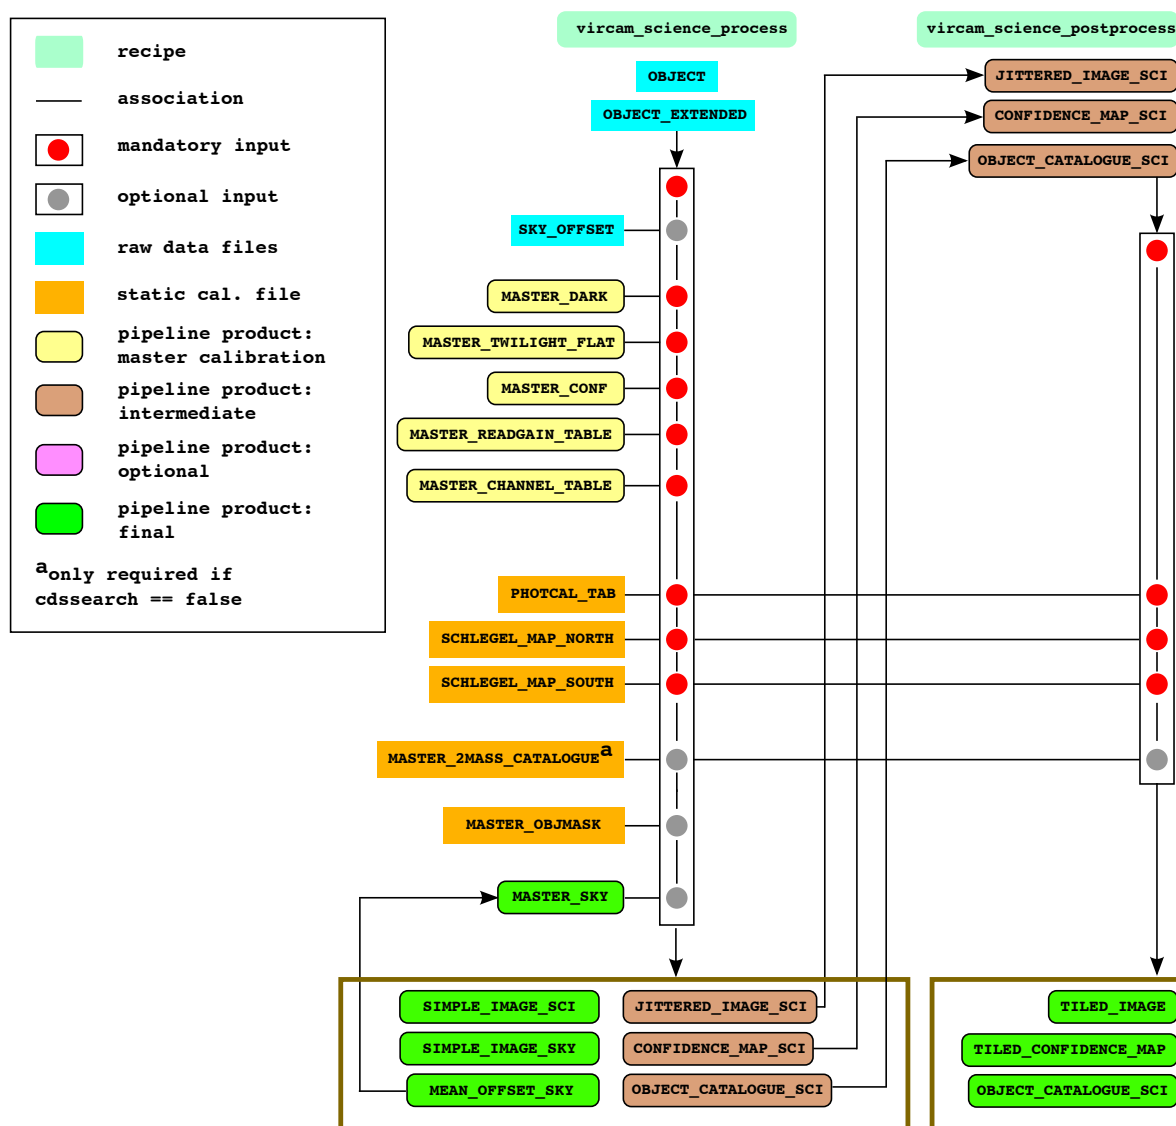 recipe
association
mandatory input
optional input
raw data files
static cal. file
pipeline product:
master calibration
pipeline product:
intermediate
pipeline product:
optional
pipeline product:
final
a only required if
cdssearch == false
vircam_science_process
OBJECT
OBJECT_EXTENDED
SKY_OFFSET
MASTER_DARK
MASTER_TWILIGHT_FLAT
MASTER_CONF
MASTER_READGAIN_TABLE
MASTER_CHANNEL_TABLE
PHOTCAL_TAB
SCHLEGEL_MAP_NORTH
SCHLEGEL_MAP_SOUTH
MASTER_2MASS_CATALOGUE a
MASTER_OBJMASK
MASTER_SKY
SIMPLE_IMAGE_SCI
SIMPLE_IMAGE_SKY
MEAN_OFFSET_SKY
JITTERED_IMAGE_SCI
CONFIDENCE_MAP_SCI
OBJECT_CATALOGUE_SCI
vircam_science_postprocess
JITTERED_IMAGE_SCI
CONFIDENCE_MAP_SCI
OBJECT_CATALOGUE_SCI
TILED_IMAGE
TILED_CONFIDENCE_MAP
OBJECT_CATALOGUE_SCI